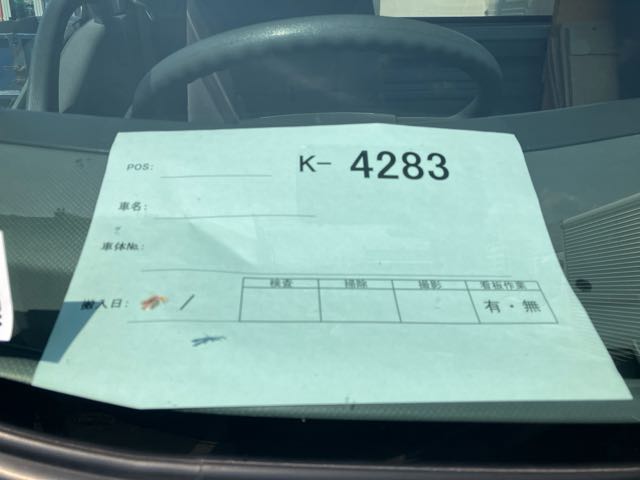 POS: K- 4283
車名:
車体No.:
検査 掃除 撮影 看板作業
搬入日: / 有・無